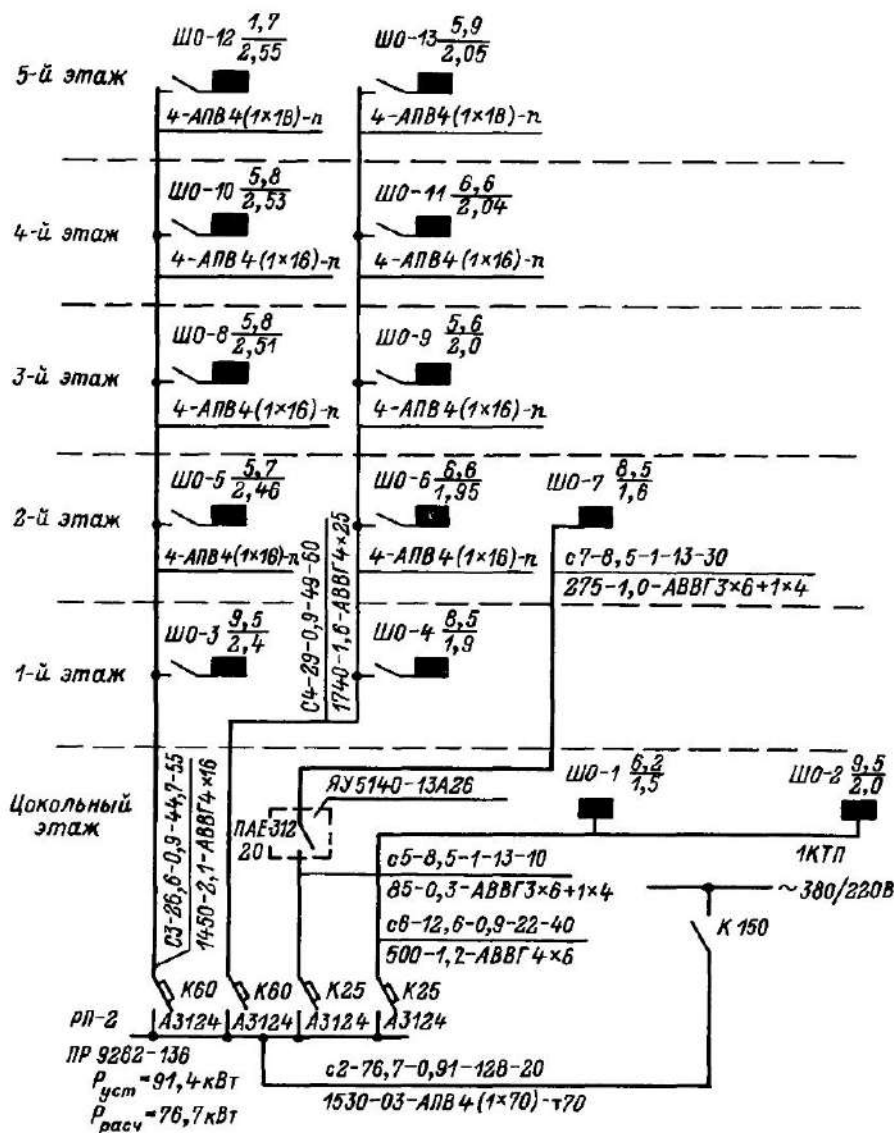 ШО-12 1,7/2,55
ШО-13 5,9/2,05
5-й этаж
4-АПВ4(1×1В)-п
4-АПВ4(1×1В)-п
ШО-10 5,8/2,53
ШО-11 6,6/2,04
4-й этаж
4-АПВ4(1×16)-п
4-АПВ4(1×16)-п
ШО-8 5,8/2,51
ШО-9 5,6/2,0
3-й этаж
4-АПВ4(1×16)-п
4-АПВ4(1×16)-п
ШО-5 5,7/2,46
ШО-6 6,6/1,95
ШО-7 8,5/1,6
2-й этаж
4-АПВ4(1×16)-п
4-АПВ4(1×16)-п
с7-8,5-1-13-30
275-1,0-АВВГ3×6+1×4
С4-29-0,9-49-60
1740-1,6-АВВГ4×25
ШО-3 9,5/2,4
ШО-4 8,5/1,9
1-й этаж
ШО-1 6,2/1,5
ШО-2 9,5/2,0
Цокольный
этаж
С3-26,6-0,9-44,7-55
1450-2,1-АВВГ4×16
ЯУ5140-13А26
ПАЕ-312
20
1КТП
с5-8,5-1-13-10
85-0,3-АВВГ3×6+1×4
~380/220В
с6-12,6-0,9-22-40
500-1,2-АВВГ4×6
К 150
К60
К60
К25
К25
РП-2
А3124
А3124
А3124
А3124
ПР 9262-136
Руст=91,4кВт
Ррасч=76,7кВт
с2-76,7-0,91-128-20
1530-03-АПВ4(1×70)-т70